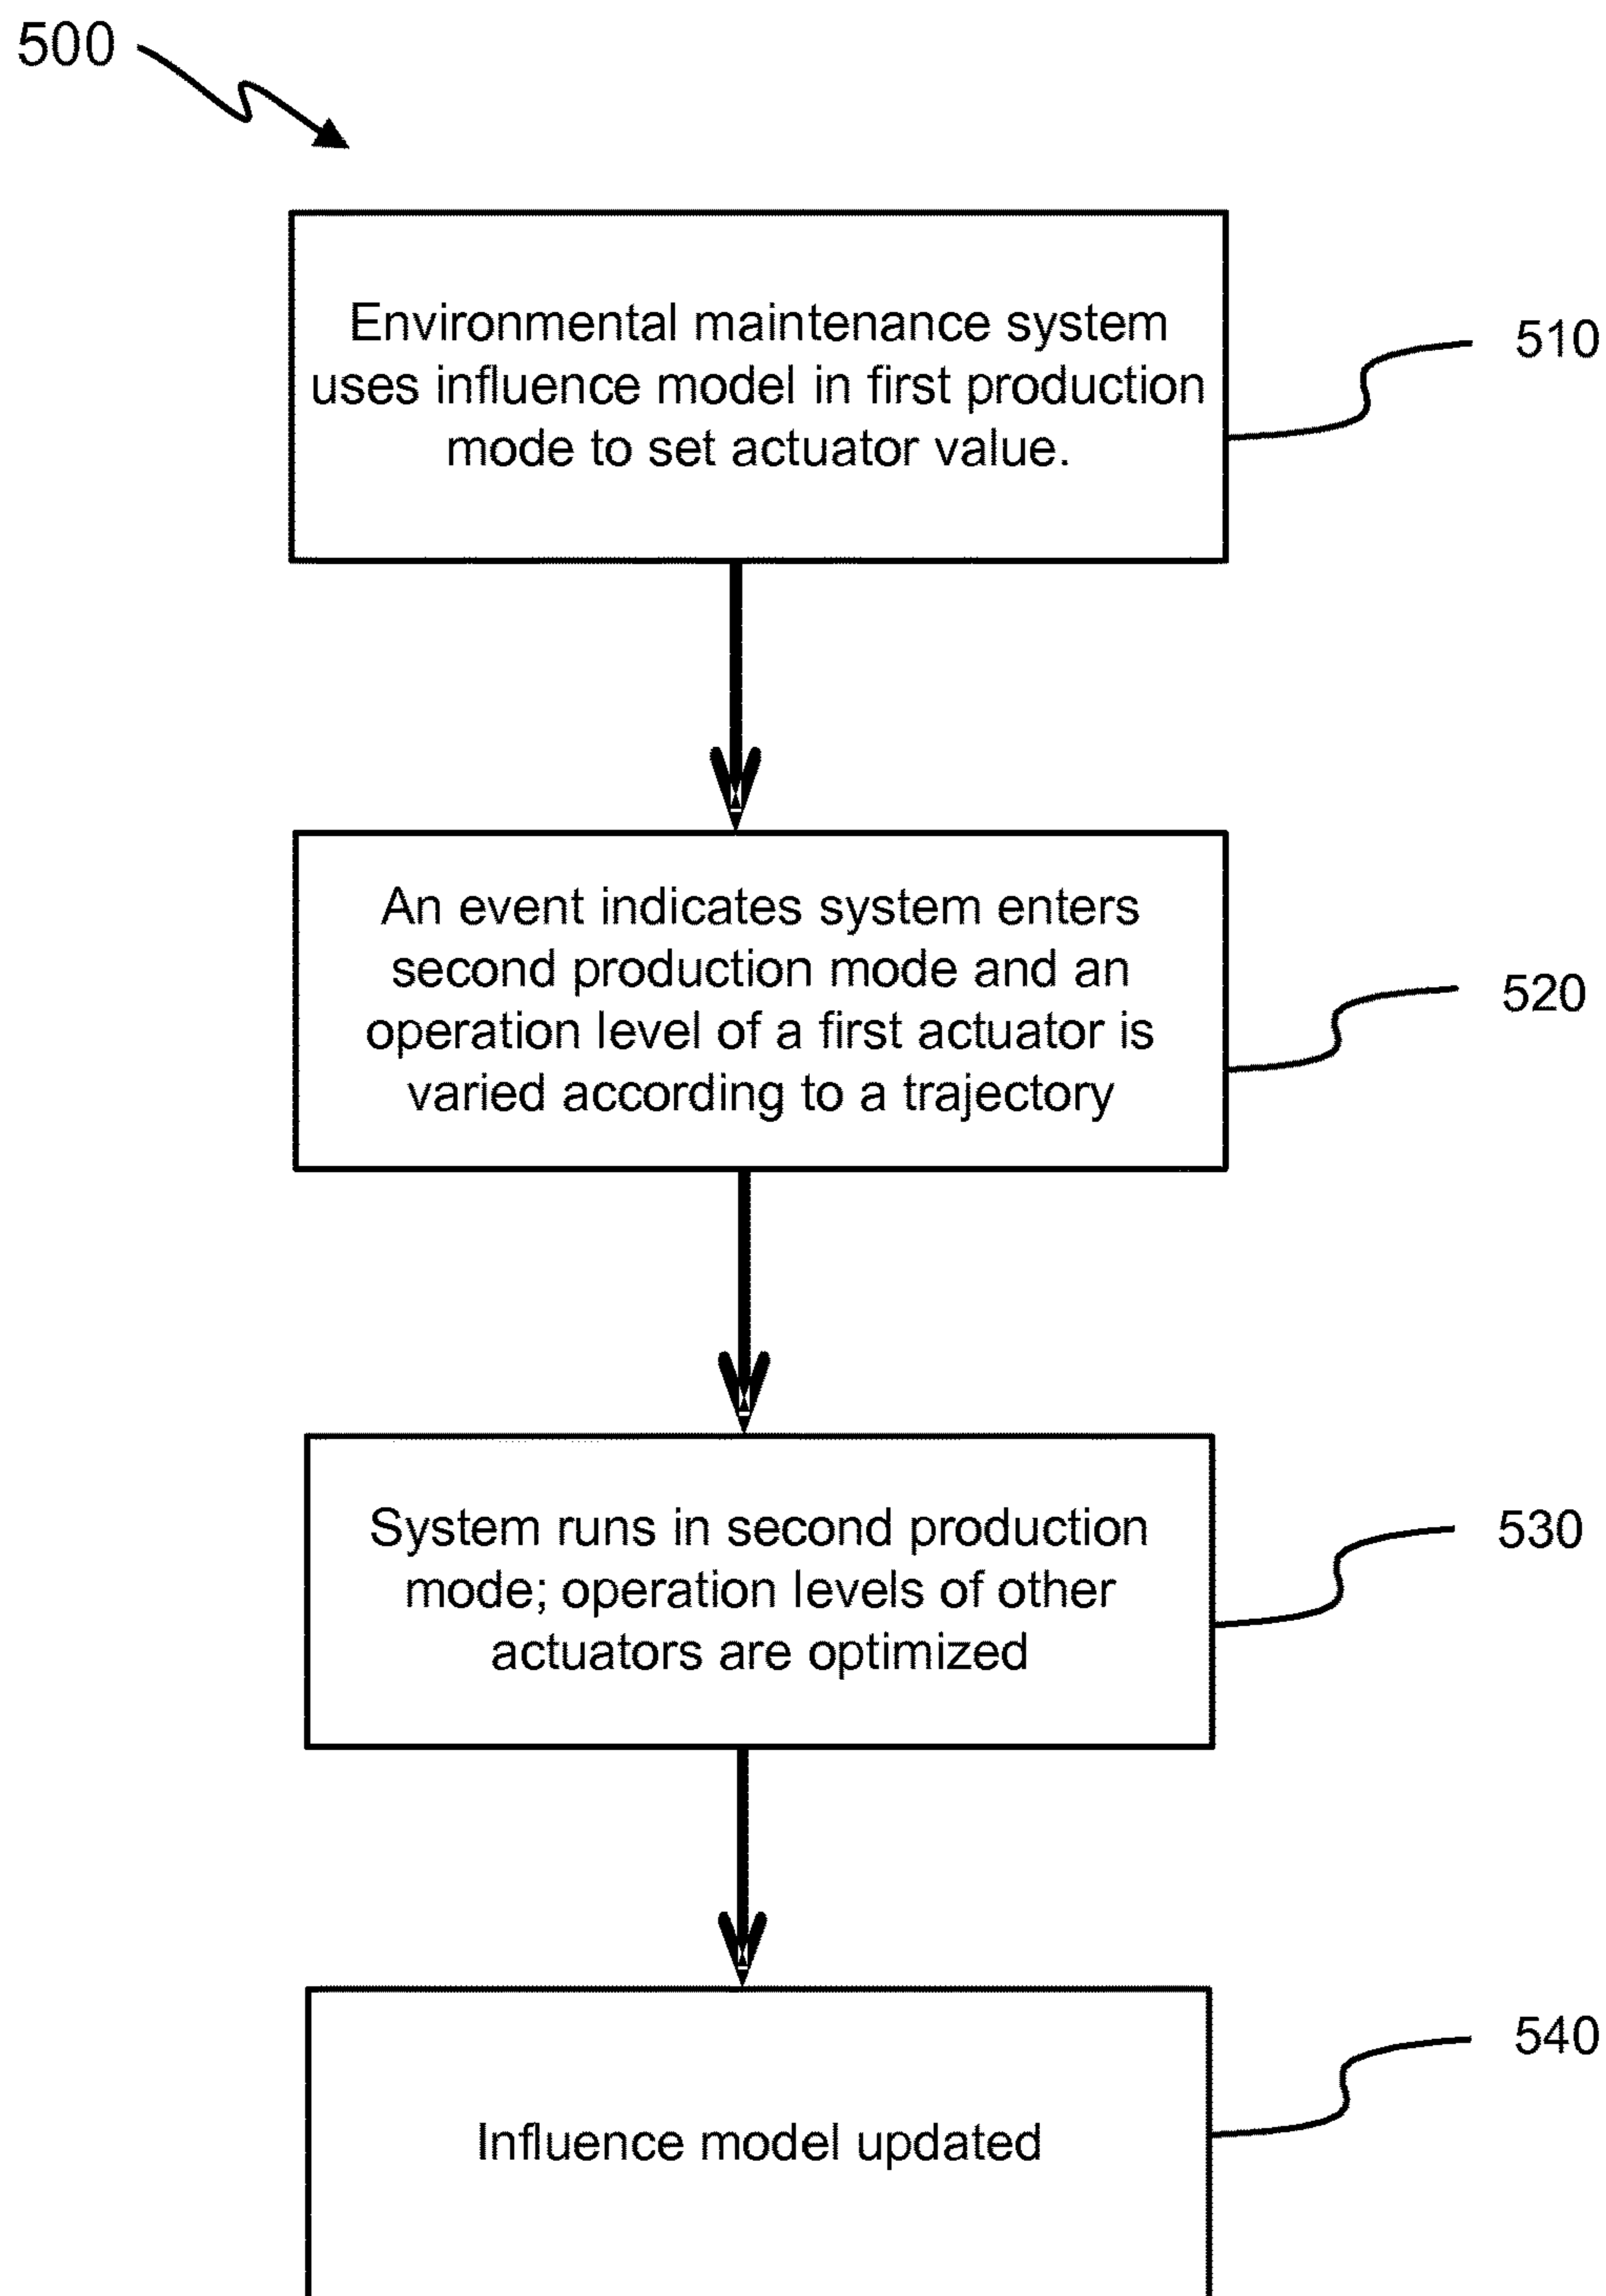 500
Environmental maintenance system
uses influence model in first production
mode to set actuator value.
510
An event indicates system enters
second production mode and an
operation level of a first actuator is
varied according to a trajectory
520
System runs in second production
mode; operation levels of other
actuators are optimized
530
Influence model updated
540